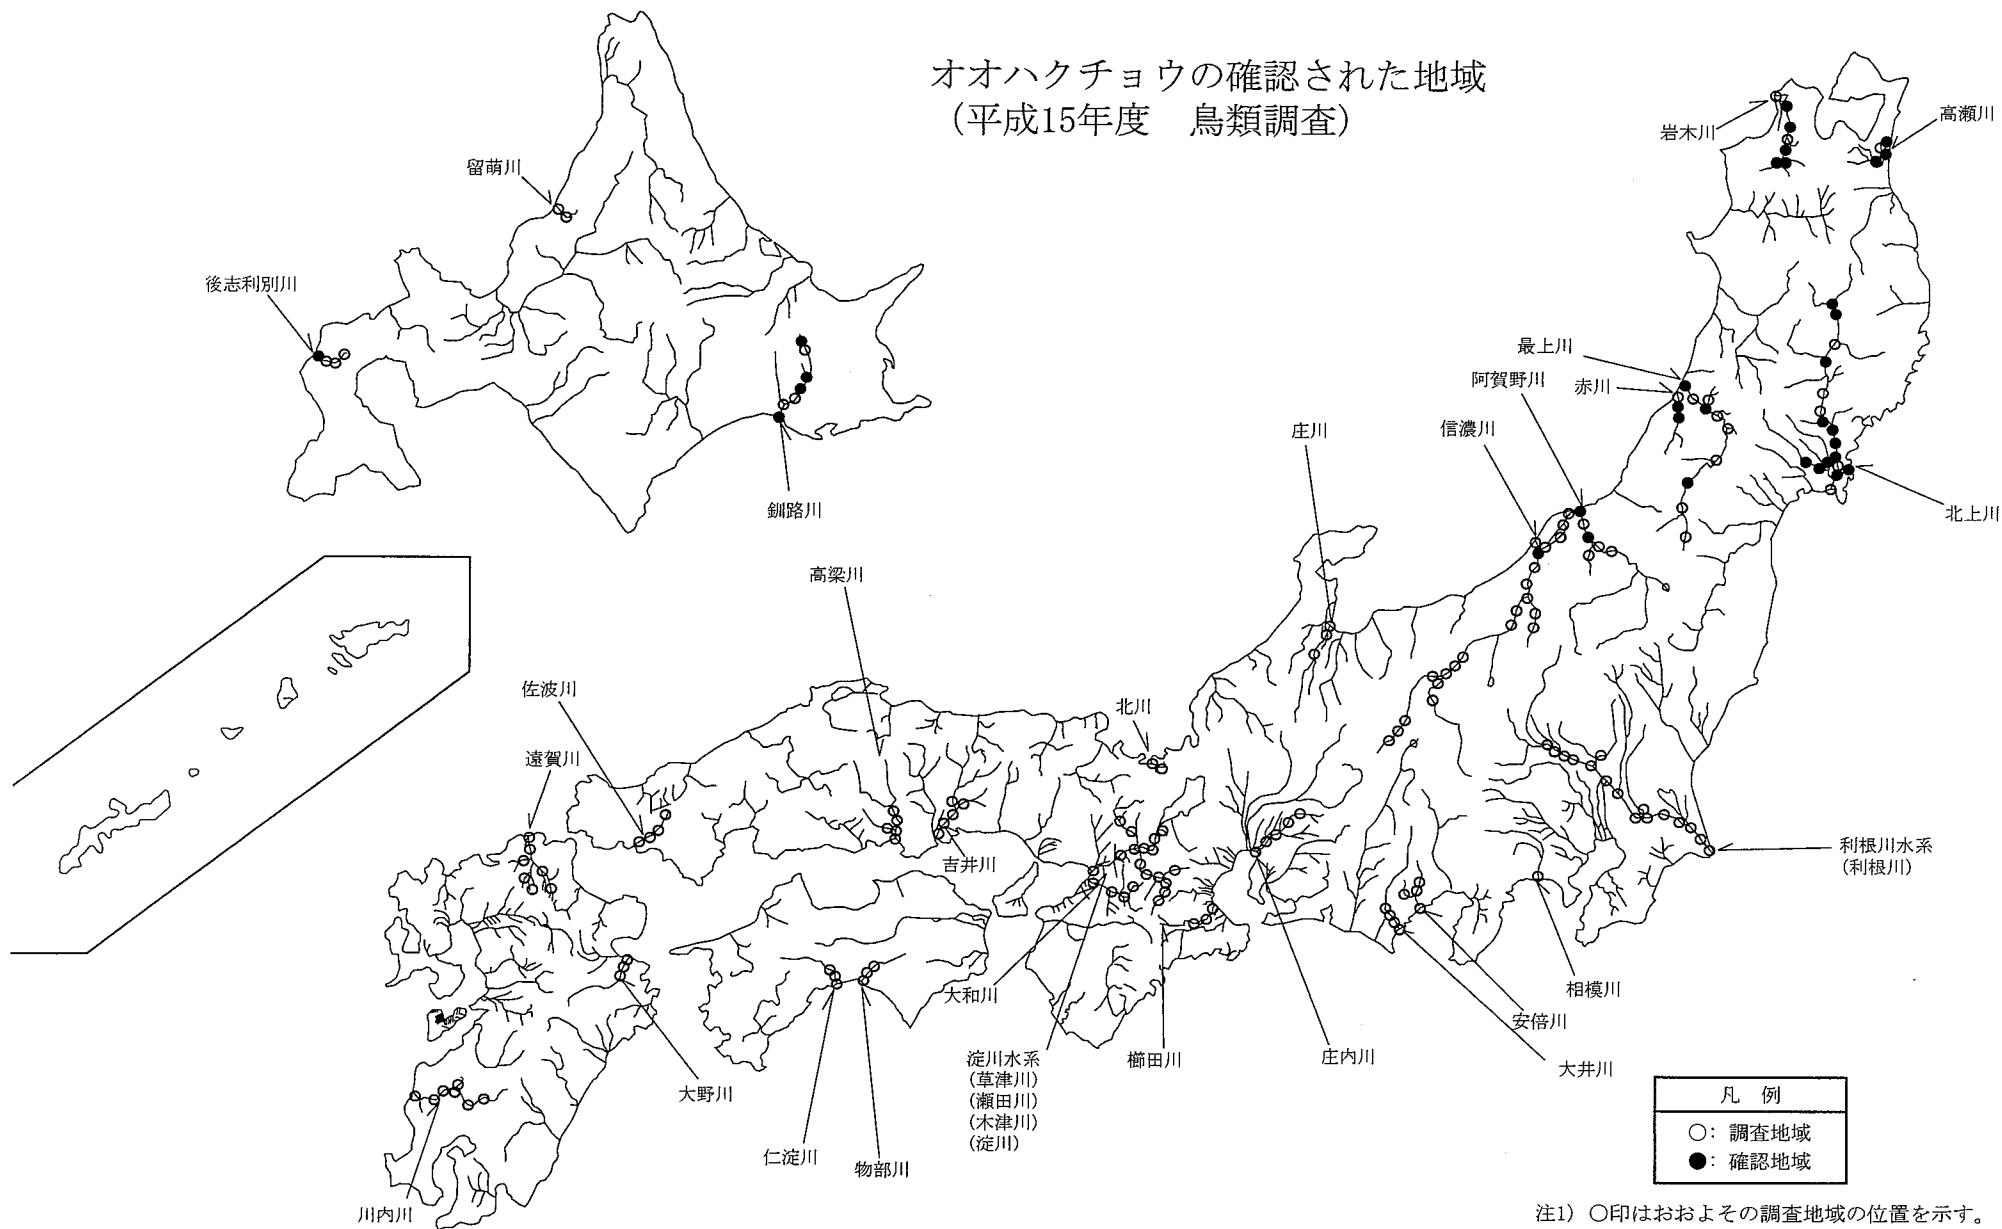 オオハクチョウの確認された地域
(平成15年度　鳥類調査)
岩木川
高瀬川
留萌川
後志利別川
最上川
阿賀野川
赤川
信濃川
庄川
釧路川
北上川
高梁川
佐波川
北川
遠賀川
吉井川
利根川水系
(利根川)
大和川
相模川
安倍川
淀川水系
(草津川)
(瀬田川)
(木津川)
(淀川)
櫛田川
庄内川
大井川
大野川
仁淀川
物部川
川内川
凡　例
○: 調査地域
●: 確認地域
注1) ○印はおおよその調査地域の位置を示す。